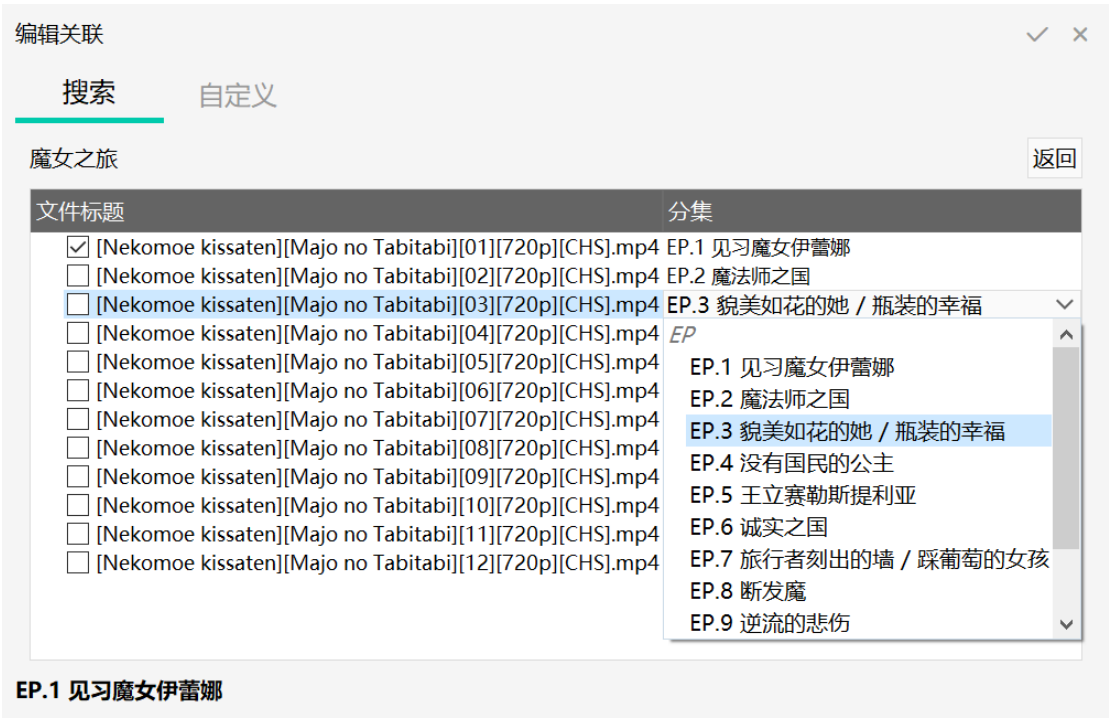 编辑关联
搜索 自定义
魔女之旅 返回
文件标题 分集
[Nekomoe kissaten][Majo no Tabitabi][01][720p][CHS].mp4 EP.1 见习魔女伊蕾娜
[Nekomoe kissaten][Majo no Tabitabi][02][720p][CHS].mp4 EP.2 魔法师之国
[Nekomoe kissaten][Majo no Tabitabi][03][720p][CHS].mp4 EP.3 貌美如花的她 / 瓶装的幸福
[Nekomoe kissaten][Majo no Tabitabi][04][720p][CHS].mp4
[Nekomoe kissaten][Majo no Tabitabi][05][720p][CHS].mp4
[Nekomoe kissaten][Majo no Tabitabi][06][720p][CHS].mp4
[Nekomoe kissaten][Majo no Tabitabi][07][720p][CHS].mp4
[Nekomoe kissaten][Majo no Tabitabi][08][720p][CHS].mp4
[Nekomoe kissaten][Majo no Tabitabi][09][720p][CHS].mp4
[Nekomoe kissaten][Majo no Tabitabi][10][720p][CHS].mp4
[Nekomoe kissaten][Majo no Tabitabi][11][720p][CHS].mp4
[Nekomoe kissaten][Majo no Tabitabi][12][720p][CHS].mp4
EP
EP.1 见习魔女伊蕾娜
EP.2 魔法师之国
EP.3 貌美如花的她 / 瓶装的幸福
EP.4 没有国民的公主
EP.5 王立赛勒斯提利亚
EP.6 诚实之国
EP.7 旅行者刻出的墙 / 踩葡萄的女孩
EP.8 断发魔
EP.9 逆流的悲伤
EP.1 见习魔女伊蕾娜